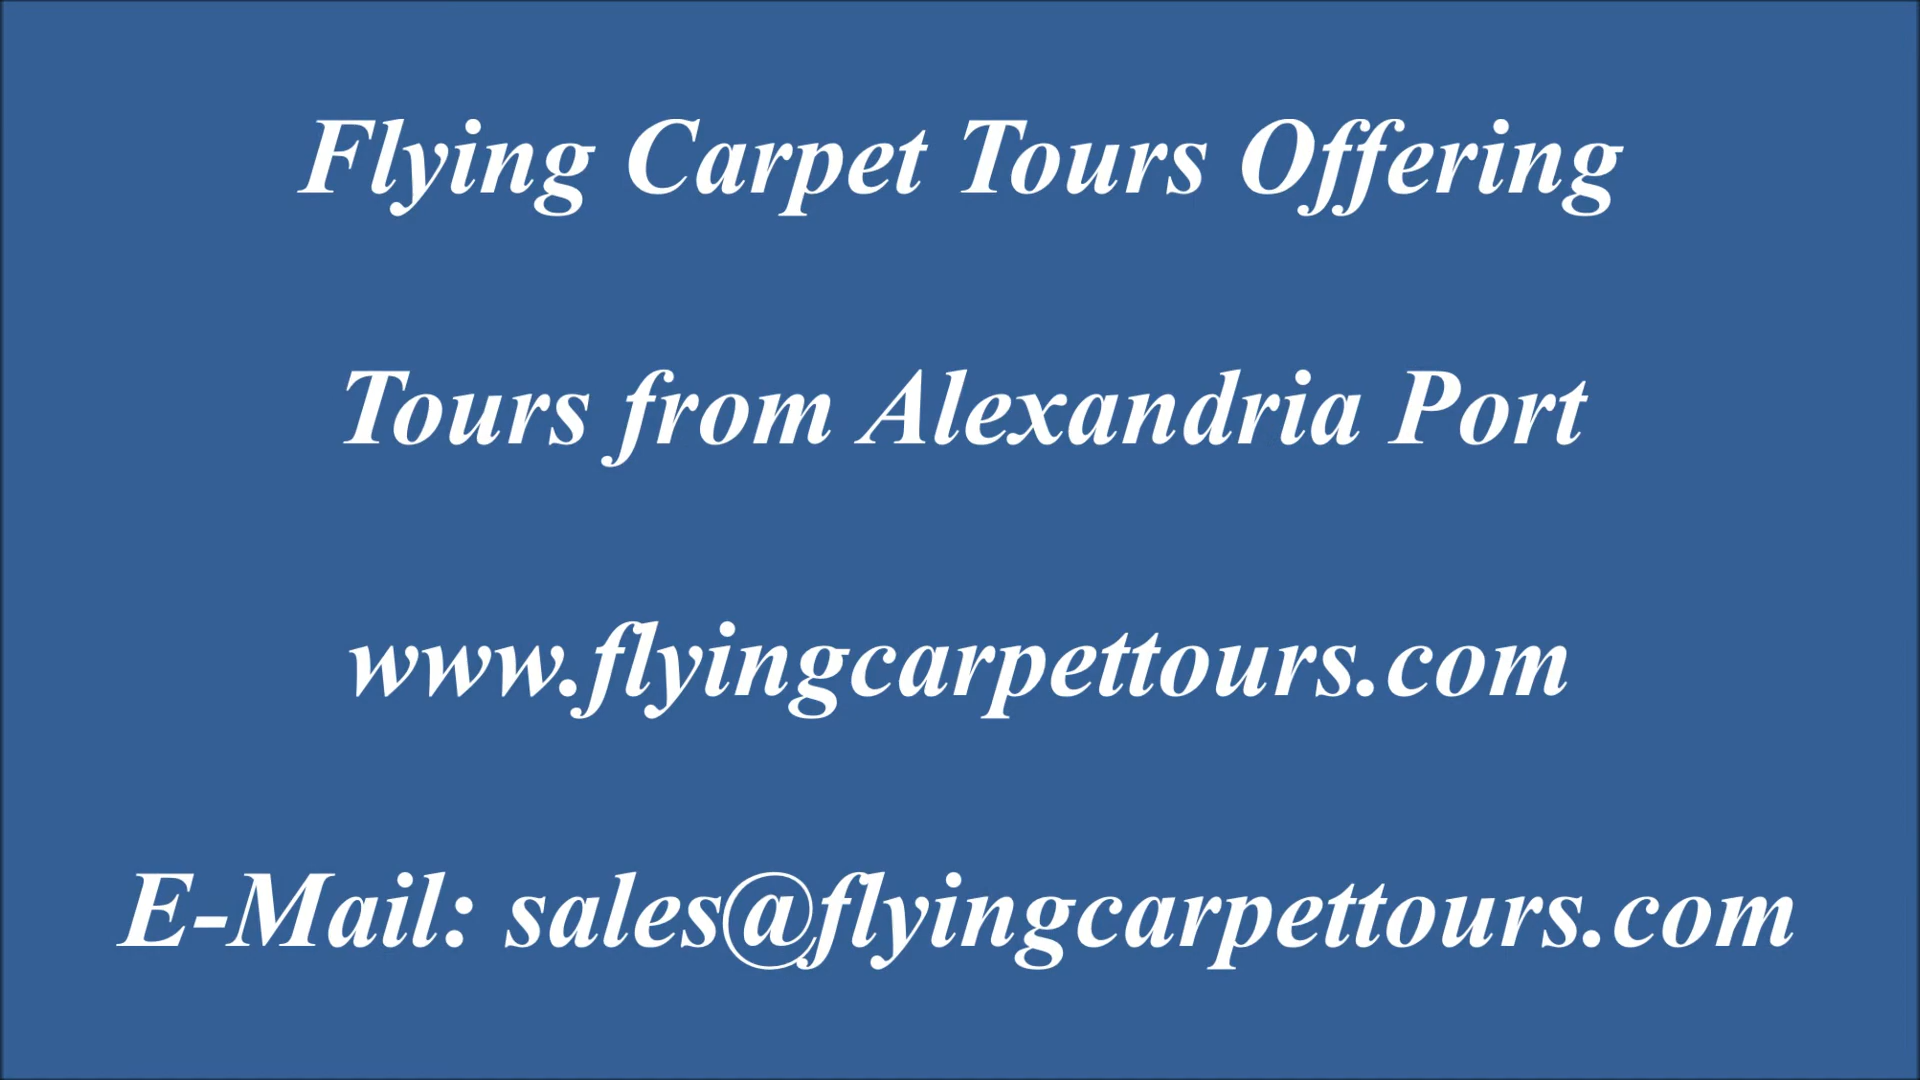 Flying Carpet Tours Offering
Tours from Alexandria Port
www.flyingcarpettours.com
E-Mail: sales@flyingcarpettours.com